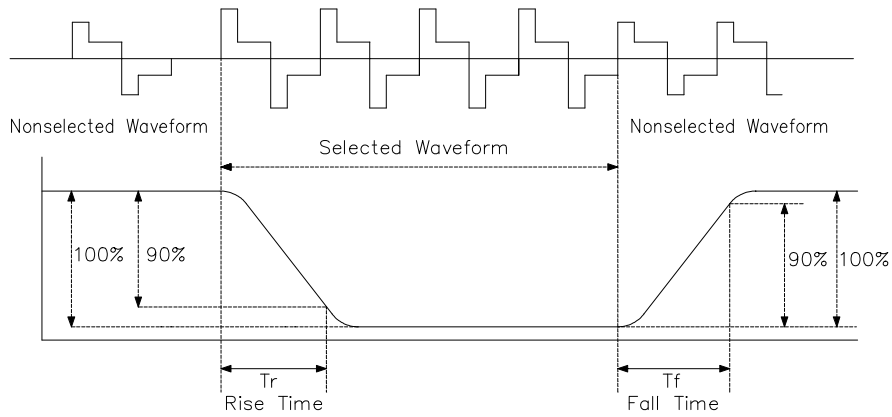 Nonselected Waveform
Selected Waveform
Nonselected Waveform
100%
90%
90%
100%
Tr
Rise Time
Tf
Fall Time